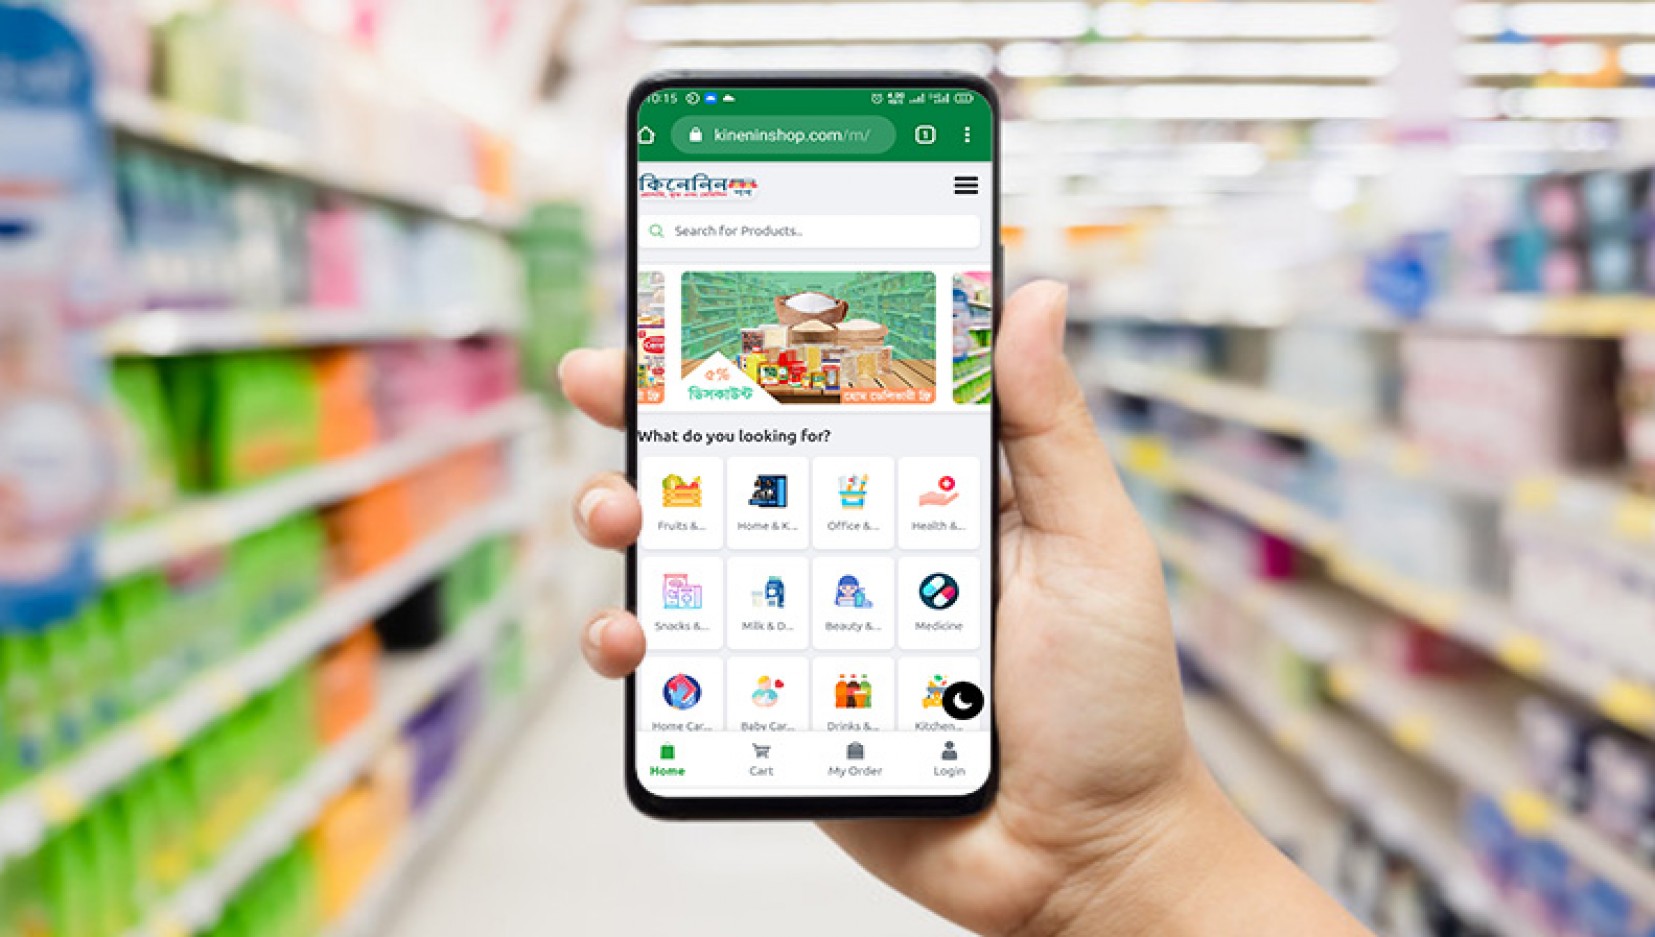 10:15
kineninshop.com/m/
1
কিনেনিন
Search for Products..
৫%
ডিসকাউন্ট
হোম ডেলিভারী ফ্রি
What do you looking for?
Fruits &...
Home & K...
Office &...
Health &...
Snacks &...
Milk & D...
Beauty &...
Medicine
Home Car...
Baby Car...
Drinks &...
Kitchen...
Home
Cart
My Order
Login